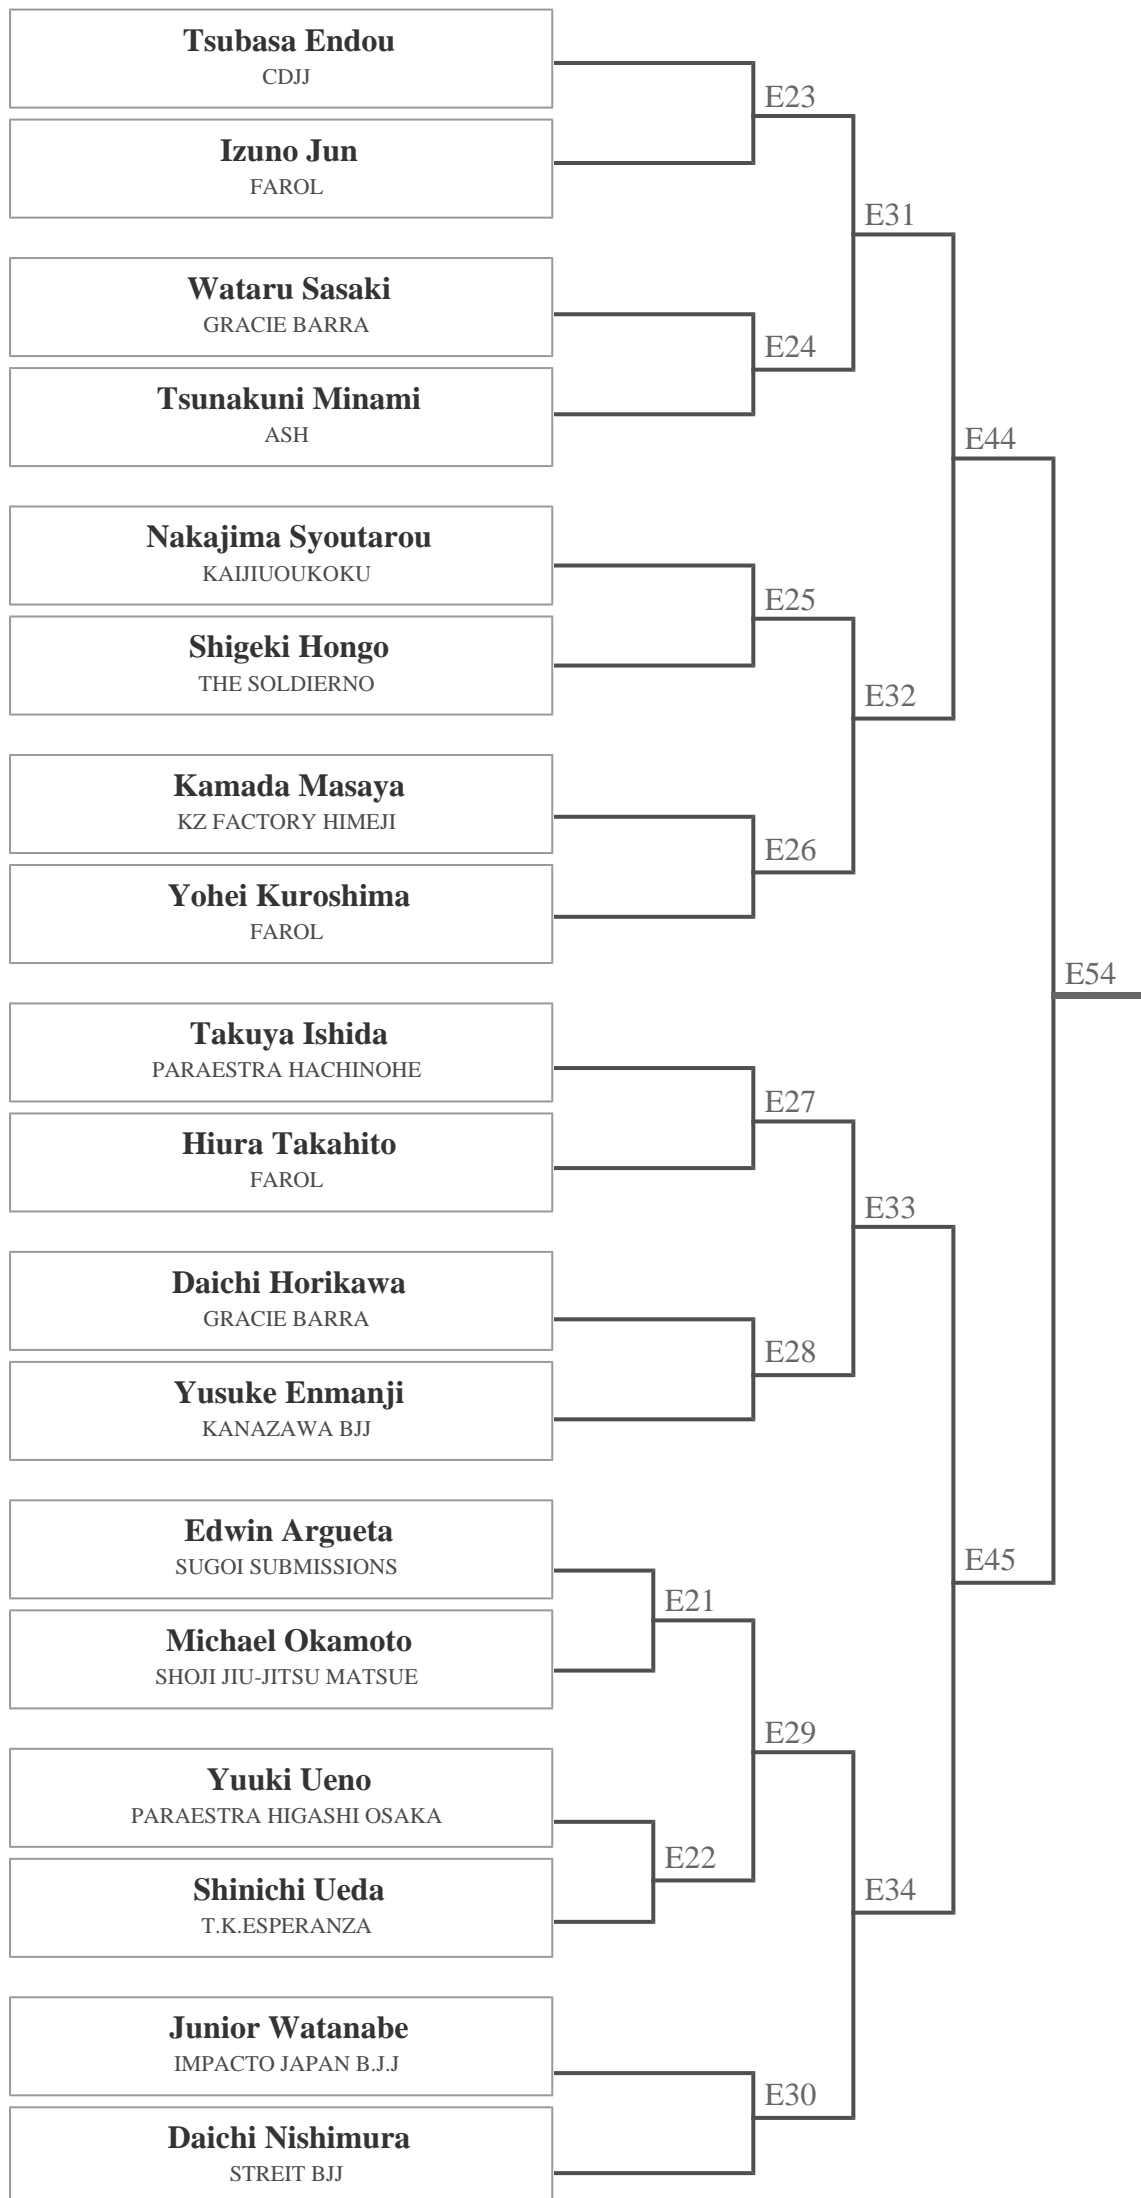 Tsubasa Endou
CDJJ
E23
Izuno Jun
FAROL
E31
Wataru Sasaki
GRACIE BARRA
E24
Tsunakuni Minami
ASH
E44
Nakajima Syoutarou
KAIJIUOUKOKU
E25
Shigeki Hongo
THE SOLDIERNO
E32
Kamada Masaya
KZ FACTORY HIMEJI
E26
Yohei Kuroshima
FAROL
E54
Takuya Ishida
PARAESTRA HACHINOHE
E27
Hiura Takahito
FAROL
E33
Daichi Horikawa
GRACIE BARRA
E28
Yusuke Enmanji
KANAZAWA BJJ
Edwin Argueta
SUGOI SUBMISSIONS
E45
E21
Michael Okamoto
SHOJI JIU-JITSU MATSUE
E29
Yuuki Ueno
PARAESTRA HIGASHI OSAKA
E22
Shinichi Ueda
T.K.ESPERANZA
E34
Junior Watanabe
IMPACTO JAPAN B.J.J
E30
Daichi Nishimura
STREIT BJJ